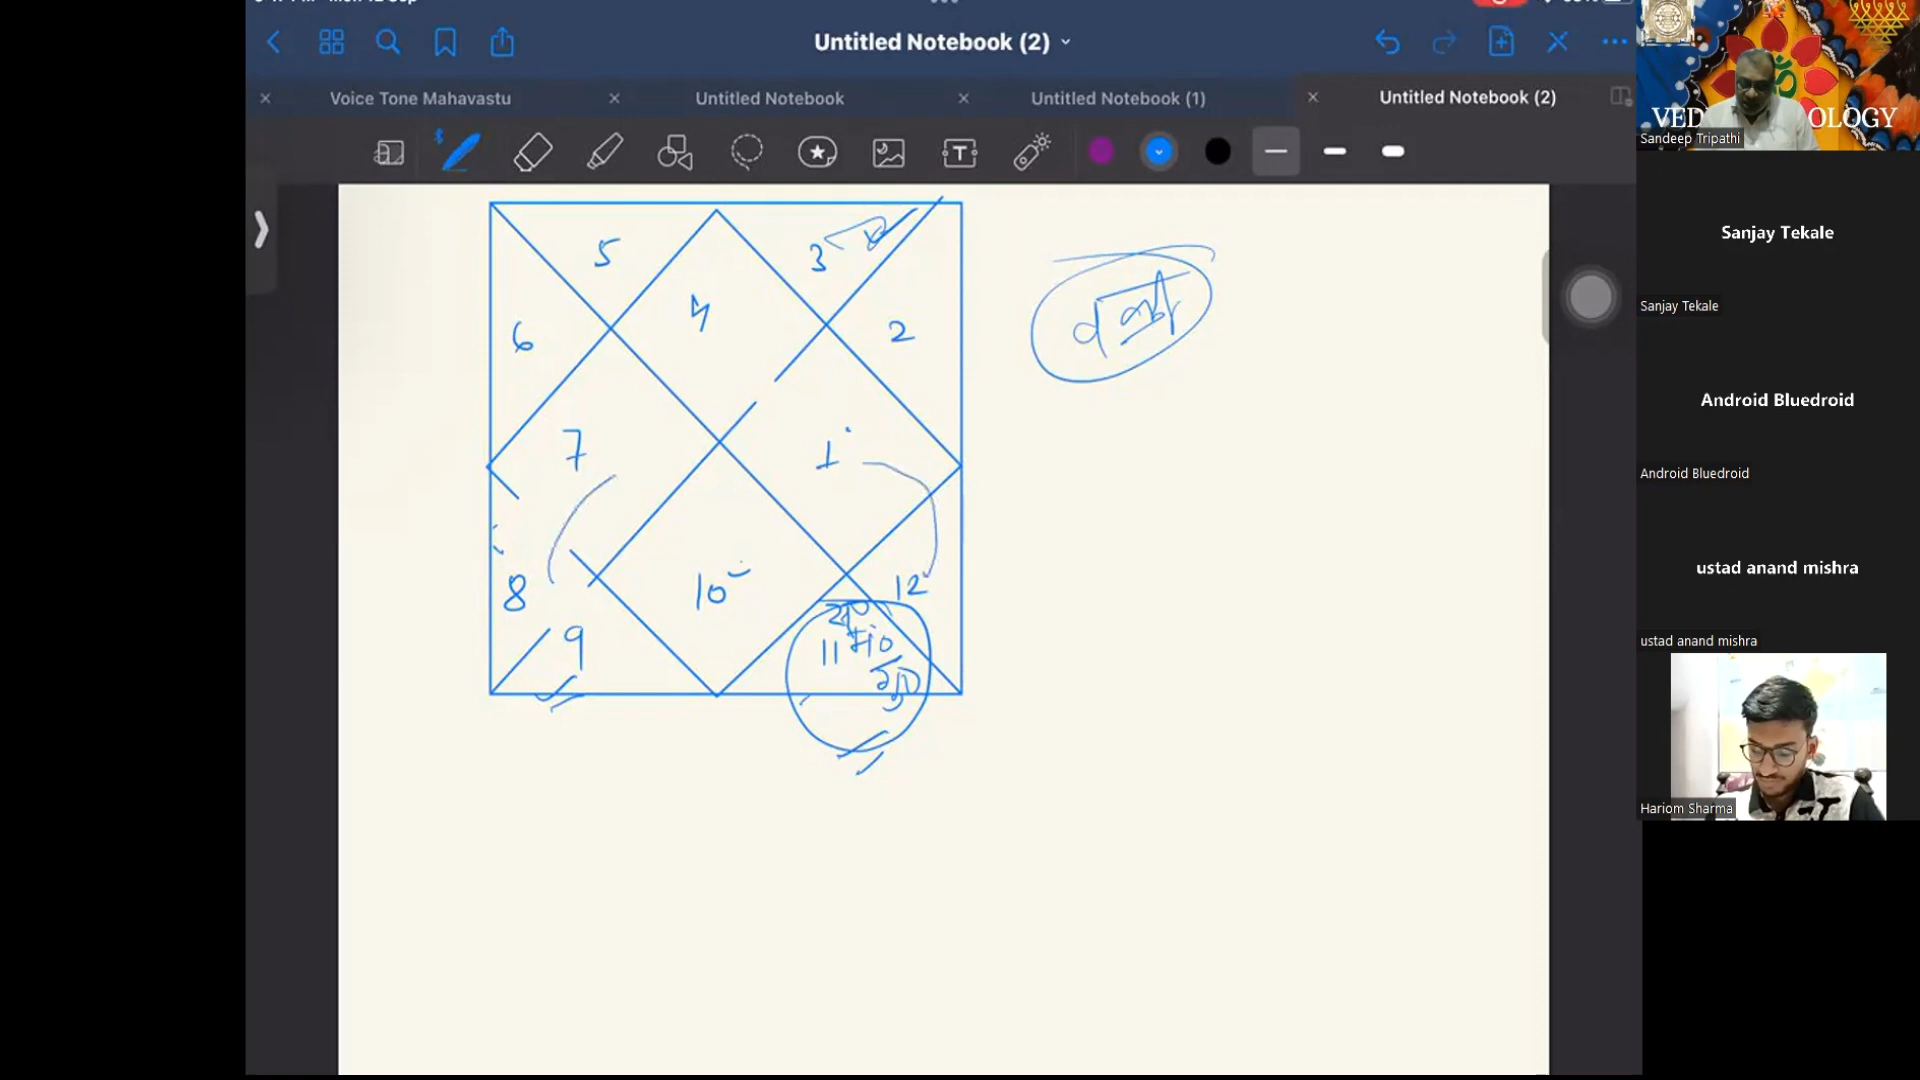 Untitled Notebook (2)
Voice Tone Mahavastu
Untitled Notebook
Untitled Notebook (1)
Untitled Notebook (2)
5
3
6
4
2
7
1
8
10
12
9
11
VED
OLOGY
Sandeep Tripathi
Sanjay Tekale
Sanjay Tekale
Android Bluedroid
Android Bluedroid
ustad anand mishra
ustad anand mishra
Hariom Sharma